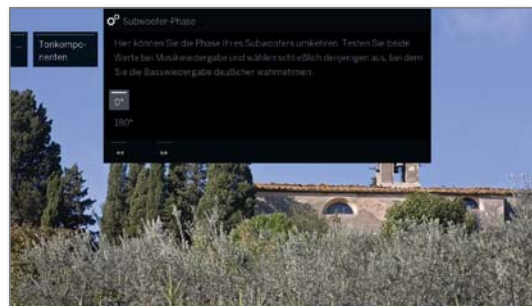 Subwoofer-Phase
...
Tonkompo-
nenten
Hier können Sie die Phase Ihres Subwoofers umkehren. Testen Sie beide
Werte bei Musikwiedergabe und wählen schließlich denjenigen aus, bei dem
Sie die Basswiedergabe deutlicher wahrnahmen.
0°
180°